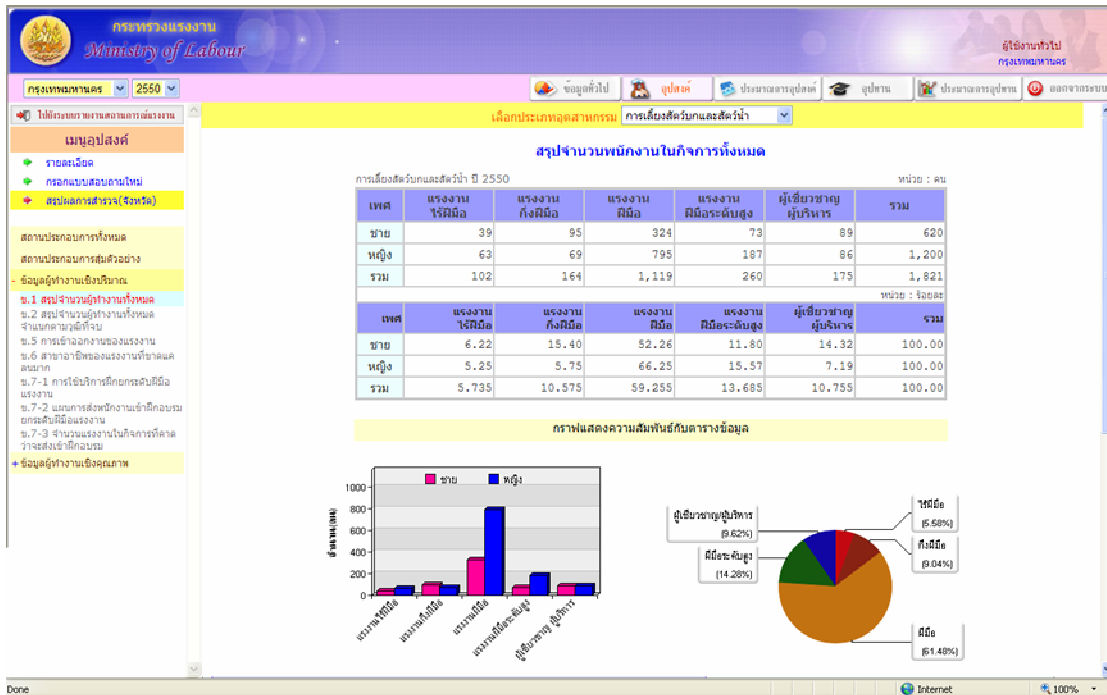 กระทรวงแรงงาน
Ministry of Labour
ผู้ใช้งานทั่วไป
กรุงเทพมหานคร
กรุงเทพมหานคร 2550
ข้อมูลทั่วไป อุปสงค์ ประมาณการอุปสงค์ อุปทาน ประมาณการอุปทาน ออกจากระบบ
ไปยังระบบรายงานสถานการณ์แรงงาน
เมนูอุปสงค์
รายละเอียด
กรอกแบบสอบถามใหม่
สรุปผลการสำรวจ(จังหวัด)
สถานประกอบการทั้งหมด
สถานประกอบการสุ่มตัวอย่าง
- ข้อมูลผู้ทำงานเชิงปริมาณ
ข.1 สรุปจำนวนผู้ทำงานทั้งหมด
ข.2 สรุปจำนวนผู้ทำงานทั้งหมด
จำแนกตามวุฒิที่จบ
ข.5 การเข้าออกงานของแรงงาน
ข.6 สาขาอาชีพของแรงงานที่ขาดแค
ลนมาก
ข.7-1 การใช้บริการฝึกยกระดับฝีมือ
แรงงาน
ข.7-2 แผนการส่งพนักงานเข้าฝึกอบรม
ยกระดับฝีมือแรงงาน
ข.7-3 จำนวนแรงงานในกิจการที่คาด
ว่าจะส่งเข้าฝึกอบรม
+ ข้อมูลผู้ทำงานเชิงคุณภาพ
เลือกประเภทอุตสาหกรรม การเลี้ยงสัตว์บกและสัตว์น้ำ
สรุปจำนวนพนักงานในกิจการทั้งหมด
การเลี้ยงสัตว์บกและสัตว์น้ำ ปี 2550 หน่วย : คน
เพศ แรงงานไร้ฝีมือ แรงงานกึ่งฝีมือ แรงงานฝีมือ แรงงานฝีมือระดับสูง ผู้เชี่ยวชาญผู้บริหาร รวม
ชาย 39 95 324 73 89 620
หญิง 63 69 795 187 86 1,200
รวม 102 164 1,119 260 175 1,821
หน่วย : ร้อยละ
เพศ แรงงานไร้ฝีมือ แรงงานกึ่งฝีมือ แรงงานฝีมือ แรงงานฝีมือระดับสูง ผู้เชี่ยวชาญผู้บริหาร รวม
ชาย 6.22 15.40 52.26 11.80 14.32 100.00
หญิง 5.25 5.75 66.25 15.57 7.19 100.00
รวม 5.735 10.575 59.255 13.685 10.755 100.00
กราฟแสดงความสัมพันธ์กับตารางข้อมูล
ชาย หญิง
จำนวน(คน)
1000
800
600
400
200
0
แรงงานไร้ฝีมือ
แรงงานกึ่งฝีมือ
แรงงานฝีมือ
แรงงานฝีมือระดับสูง
ผู้เชี่ยวชาญ ผู้บริการ
ผู้เชี่ยวชาญ/ผู้บริหาร
(9.62%)
ฝีมือระดับสูง
(14.28%)
ไร้ฝีมือ
(5.58%)
กึ่งฝีมือ
(9.04%)
ฝีมือ
(61.48%)
Done Internet 100%